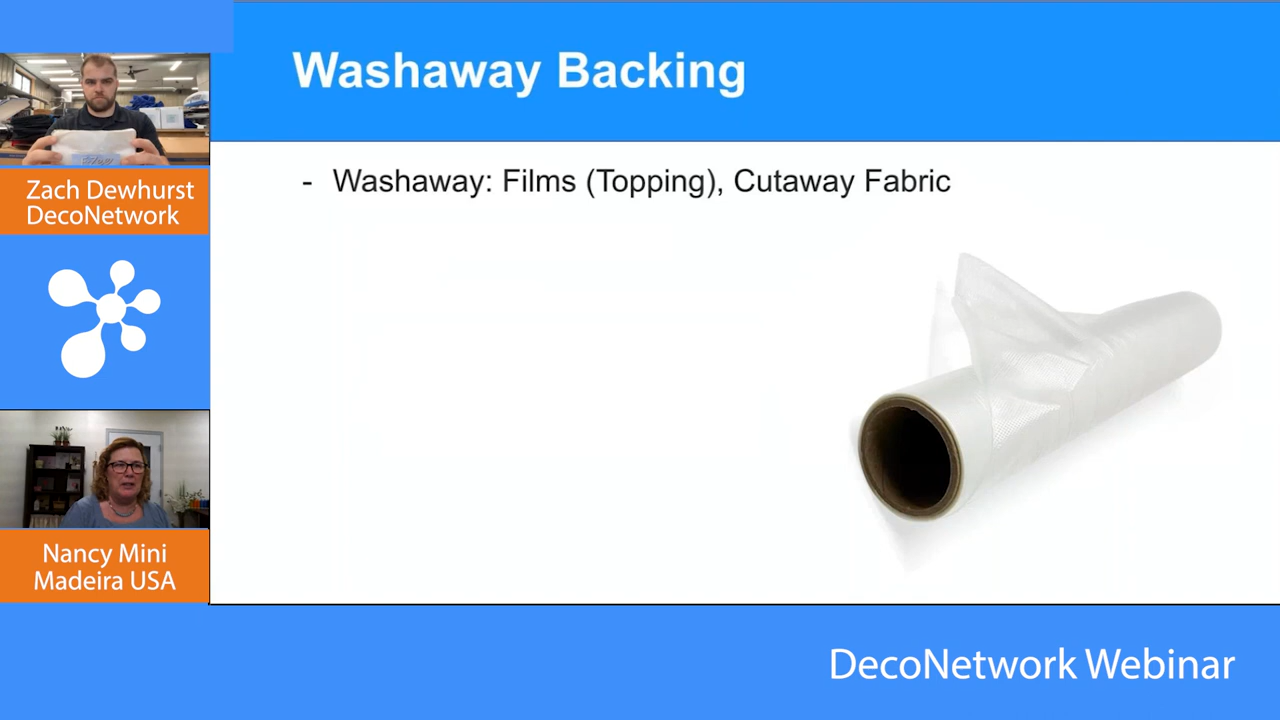 Washaway Backing
- Washaway: Films (Topping), Cutaway Fabric
Zach Dewhurst
DecoNetwork
Nancy Mini
Madeira USA
DecoNetwork Webinar